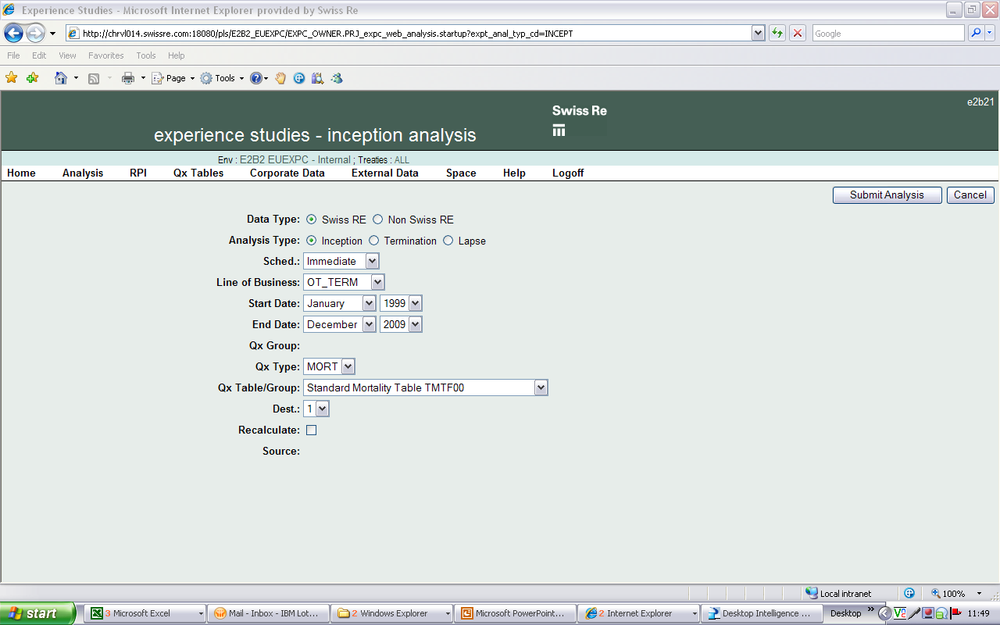 Experience Studies - Microsoft Internet Explorer provided by Swiss Re
http://chrvl014.swissre.com:18080/pls/E2B2_EUEXPC/EXPC_OWNER.PRJ_expc_web_analysis.startup?expt_anal_typ_cd=INCEPT
Google
File Edit View Favorites Tools Help
Page Tools
e2b21
Swiss Re
experience studies - inception analysis
Env : E2B2 EUEXPC - Internal ; Treaties : ALL
Home Analysis RPI Qx Tables Corporate Data External Data Space Help Logoff
Submit Analysis Cancel
Data Type: Swiss RE Non Swiss RE
Analysis Type: Inception Termination Lapse
Sched.: Immediate
Line of Business: OT_TERM
Start Date: January 1999
End Date: December 2009
Qx Group:
Qx Type: MORT
Qx Table/Group: Standard Mortality Table TMTF00
Dest.: 1
Recalculate:
Source:
Local intranet 100%
start 3 Microsoft Excel Mail - Inbox - IBM Lot... 2 Windows Explorer Microsoft PowerPoint... 2 Internet Explorer Desktop Intelligence ... Desktop 11:49